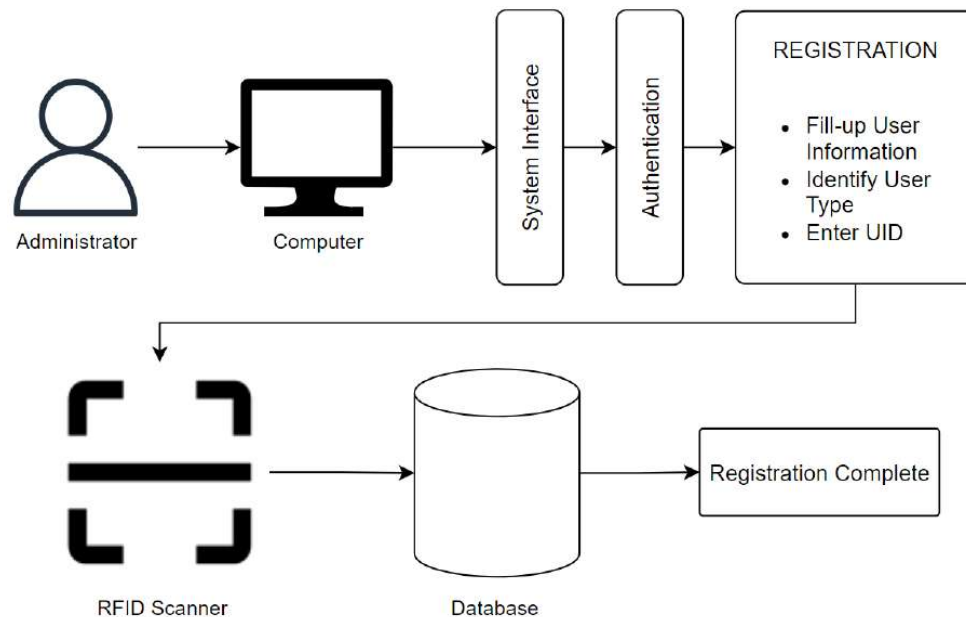 REGISTRATION
• Fill-up User
Information
• Identify User
Type
• Enter UID
System Interface
Authentication
Administrator
Computer
Registration Complete
RFID Scanner
Database